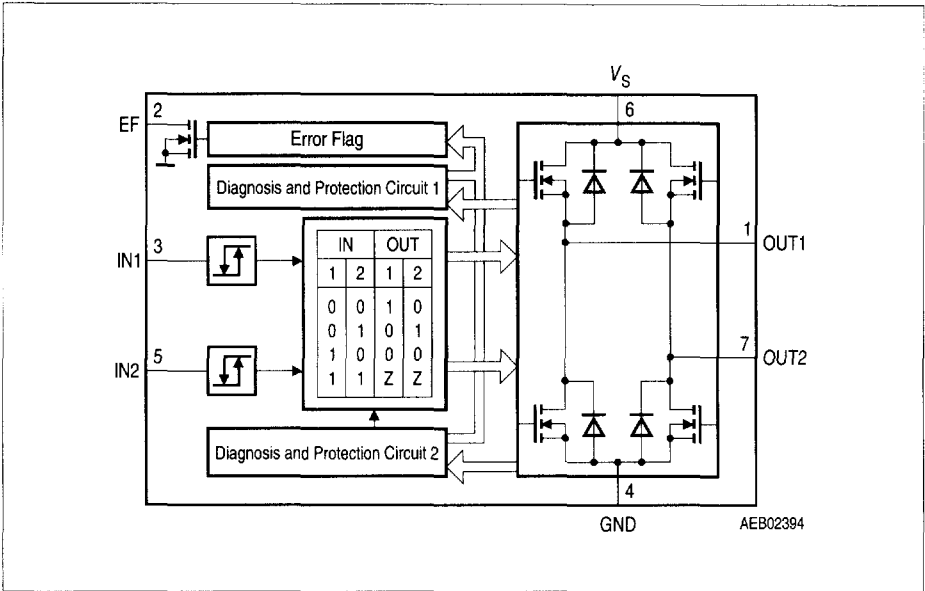 V_S
2
6
EF
Error Flag
Diagnosis and Protection Circuit 1
1
OUT1
3
IN1
IN OUT
1 2 1 2
0 0 1 0
0 1 0 1
1 0 0 0
1 1 Z Z
7
OUT2
5
IN2
Diagnosis and Protection Circuit 2
4
GND
AEB02394